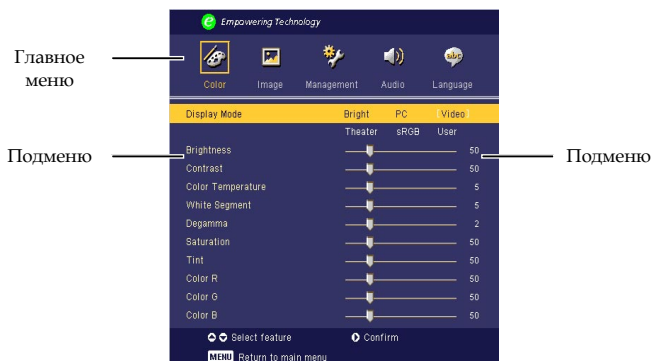 Empowering Technology
Главное
меню
Color Image Management Audio Language
Display Mode Bright PC [ Video ]
Theater sRGB User
Brightness 50
Подменю
Подменю
Contrast 50
Color Temperature 5
White Segment 5
Degamma 2
Saturation 50
Tint 50
Color R 50
Color G 50
Color B 50
Select feature Confirm
MENU Return to main menu